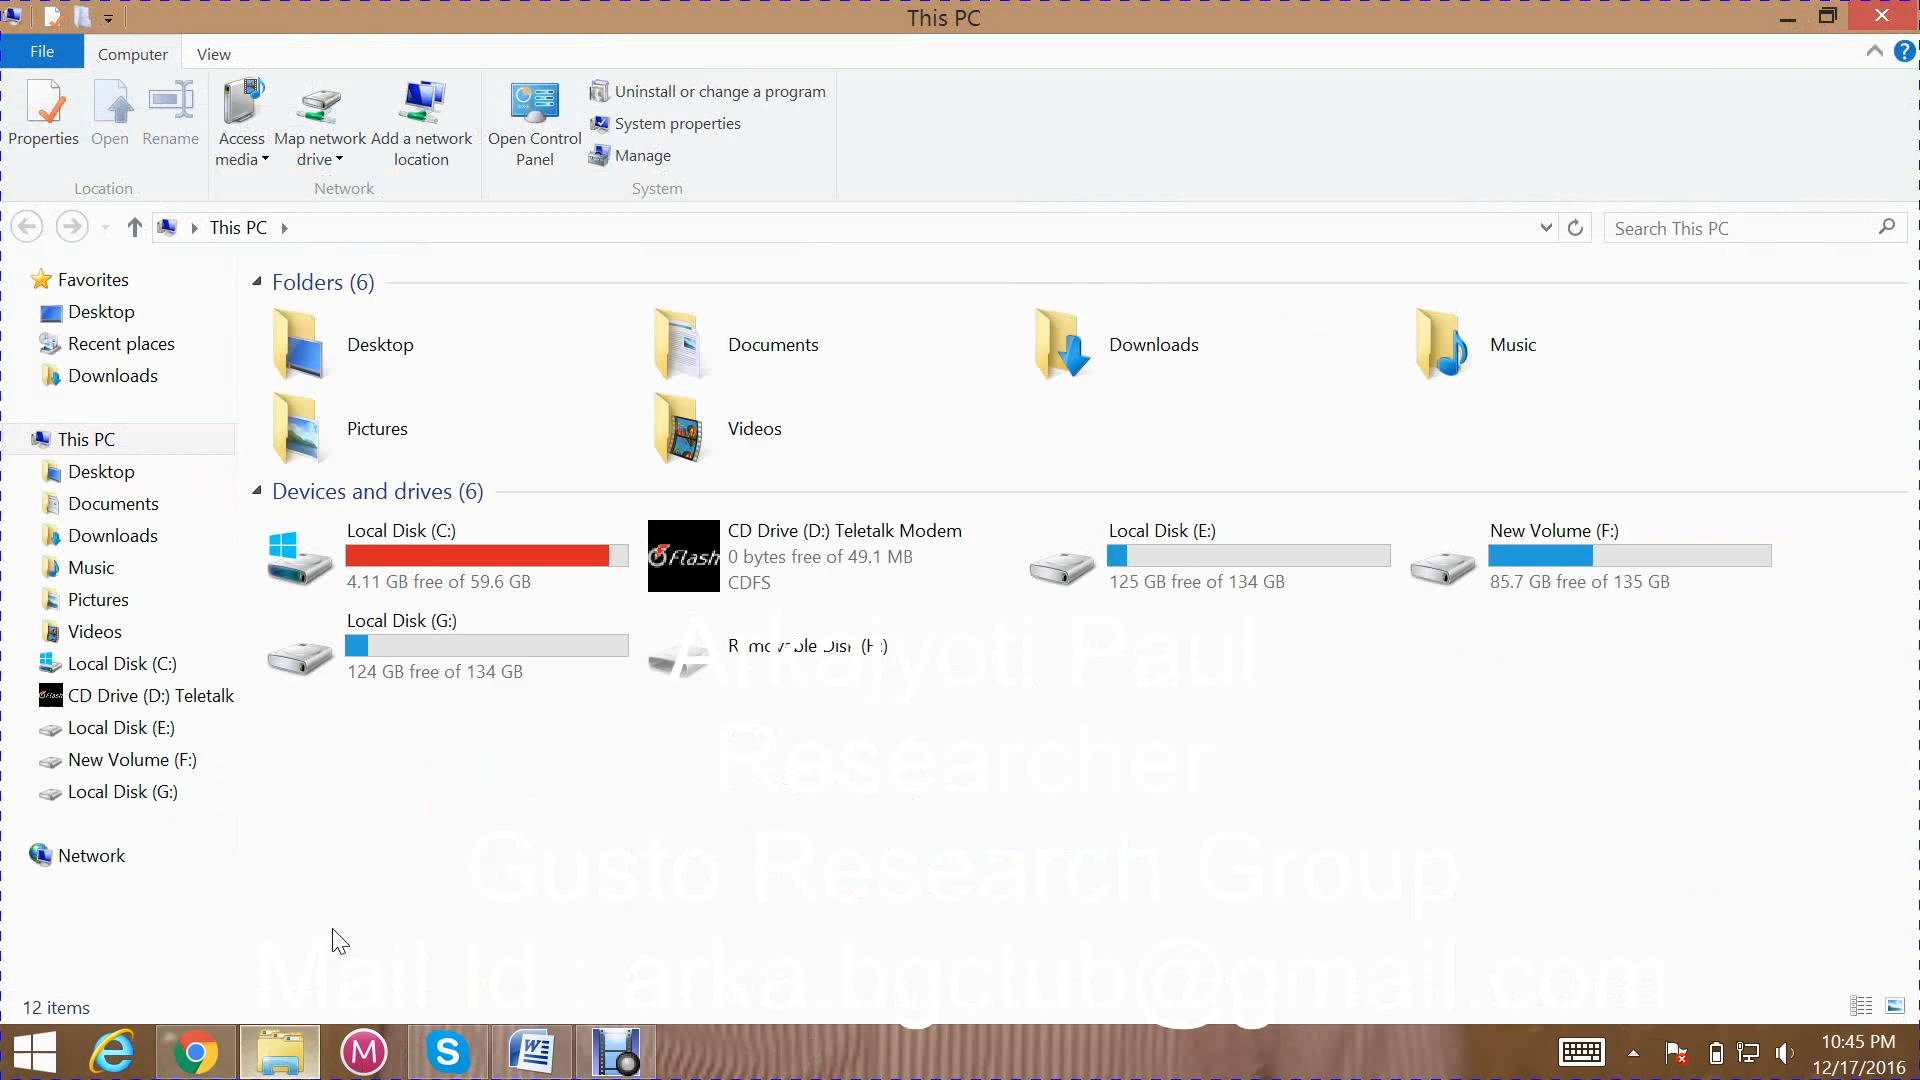 This PC
File
Computer
View
Properties
Open
Rename
Access media
Map network drive
Add a network location
Open Control Panel
Uninstall or change a program
System properties
Manage
Location
Network
System
This PC
Search This PC
Favorites
Desktop
Recent places
Downloads
This PC
Desktop
Documents
Downloads
Music
Pictures
Videos
Local Disk (C:)
CD Drive (D:) Teletalk
Local Disk (E:)
New Volume (F:)
Local Disk (G:)
Network
Folders (6)
Desktop
Documents
Downloads
Music
Pictures
Videos
Devices and drives (6)
Local Disk (C:)
4.11 GB free of 59.6 GB
Flash
CD Drive (D:) Teletalk Modem
0 bytes free of 49.1 MB
CDFS
Local Disk (E:)
125 GB free of 134 GB
New Volume (F:)
85.7 GB free of 135 GB
Local Disk (G:)
124 GB free of 134 GB
Removable Disk
Arkajyoti Paul
Researcher
Gusto Research Group
Mail Id : arka.bgclub@gmail.com
12 items
10:45 PM
12/17/2016